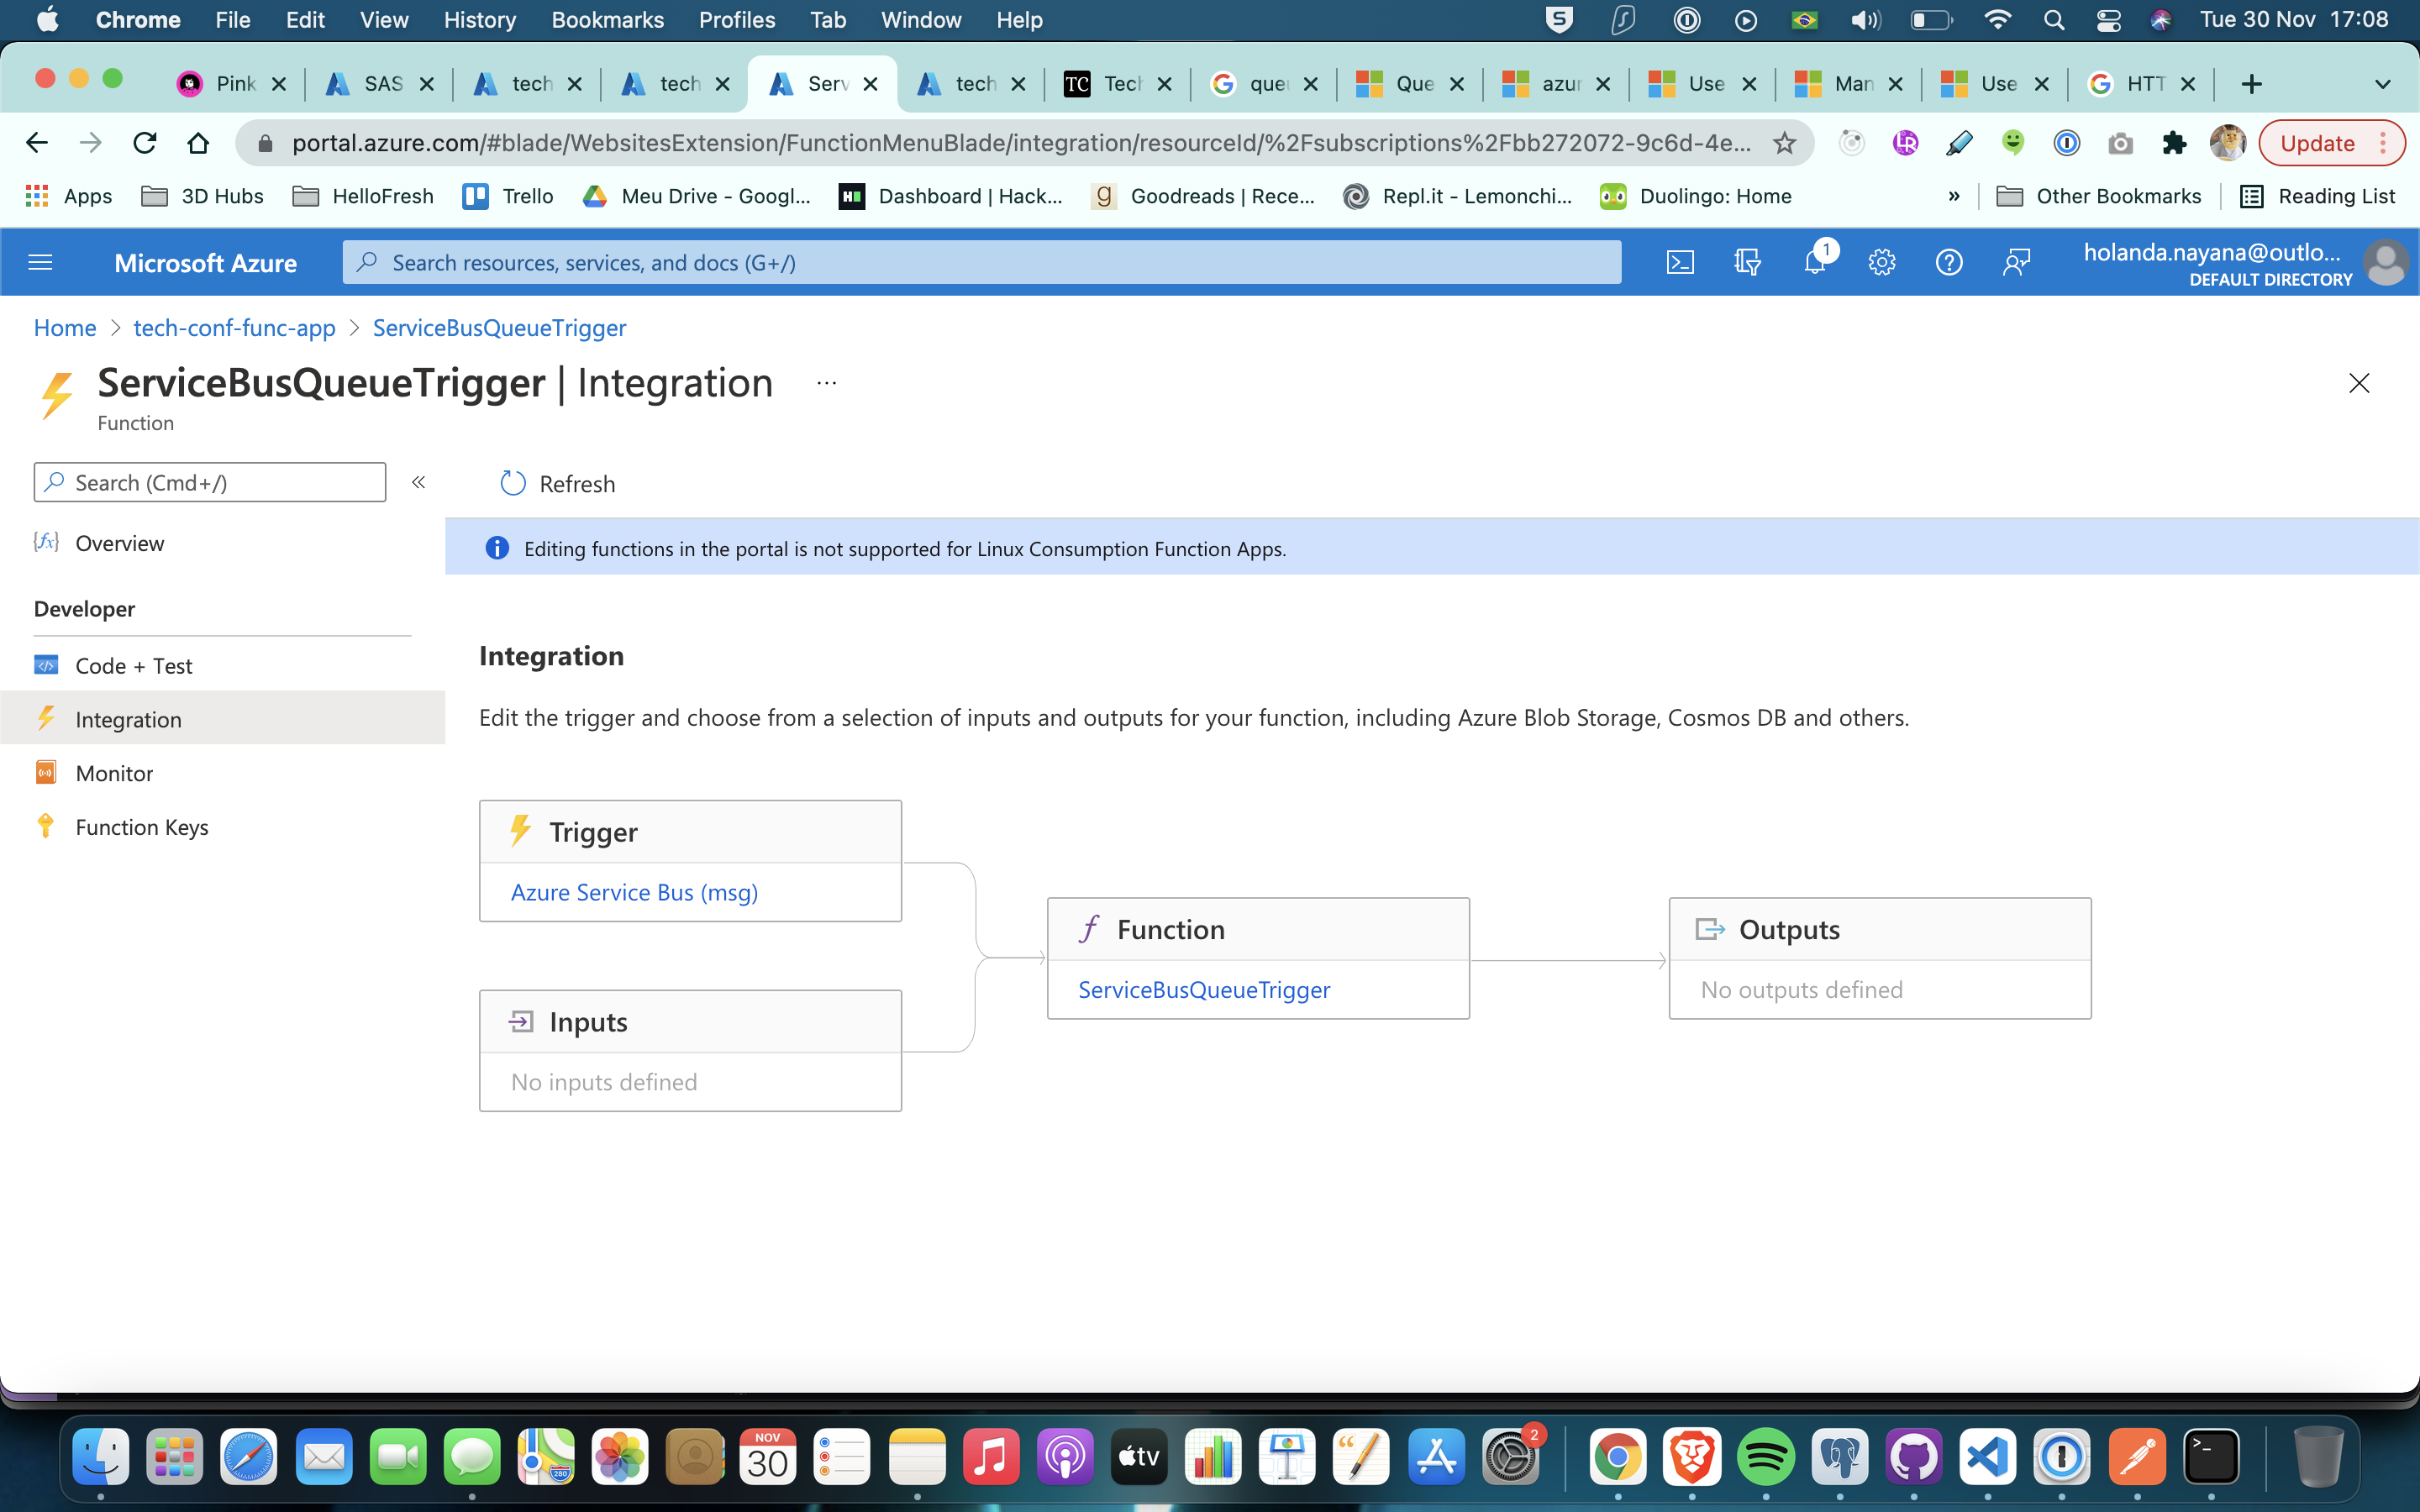 Chrome File Edit View History Bookmarks Profiles Tab Window Help Tue 30 Nov 17:08
Pink SAS tech tech Serv tech TC Tech que Que azur Use Man Use HTT
portal.azure.com/#blade/WebsitesExtension/FunctionMenuBlade/integration/resourceId/%2Fsubscriptions%2Fbb272072-9c6d-4e... Update
Apps 3D Hubs HelloFresh Trello Meu Drive - Googl... Dashboard | Hack... Goodreads | Rece... Repl.it - Lemonchi... Duolingo: Home » Other Bookmarks Reading List
Microsoft Azure Search resources, services, and docs (G+/) 1 holanda.nayana@outlo...
DEFAULT DIRECTORY
Home > tech-conf-func-app > ServiceBusQueueTrigger
ServiceBusQueueTrigger | Integration ...
Function
Search (Cmd+/) « Refresh
Overview
Editing functions in the portal is not supported for Linux Consumption Function Apps.
Developer
Code + Test
Integration
Monitor
Function Keys
Integration
Edit the trigger and choose from a selection of inputs and outputs for your function, including Azure Blob Storage, Cosmos DB and others.
Trigger
Azure Service Bus (msg)
Inputs
No inputs defined
Function
ServiceBusQueueTrigger
Outputs
No outputs defined
NOV
30
280
tv
2